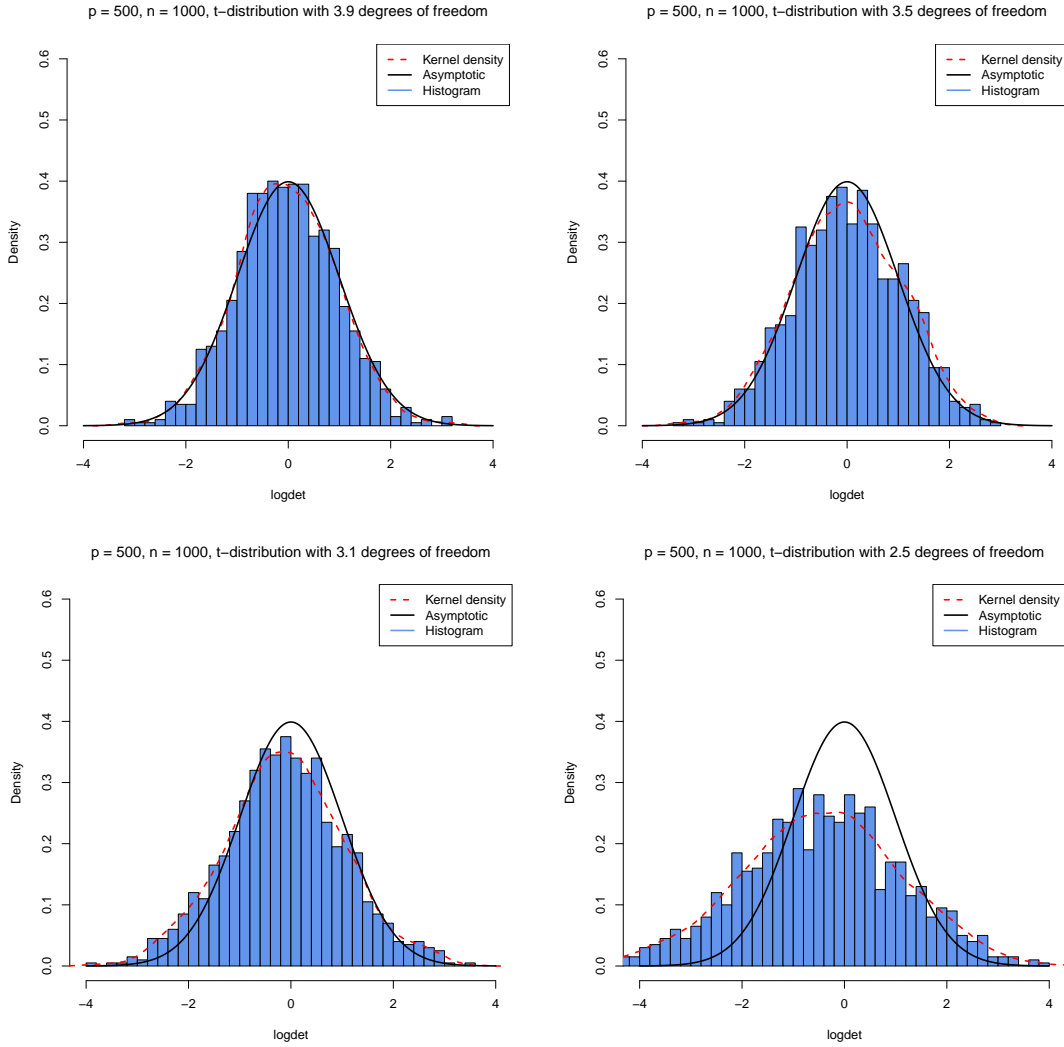 p = 500, n = 1000, t−distribution with 3.9 degrees of freedom
Kernel density
Asymptotic
Histogram
Density
0.0 0.1 0.2 0.3 0.4 0.5 0.6
−4 −2 0 2 4
logdet
p = 500, n = 1000, t−distribution with 3.5 degrees of freedom
Kernel density
Asymptotic
Histogram
Density
0.0 0.1 0.2 0.3 0.4 0.5 0.6
−4 −2 0 2 4
logdet
p = 500, n = 1000, t−distribution with 3.1 degrees of freedom
Kernel density
Asymptotic
Histogram
Density
0.0 0.1 0.2 0.3 0.4 0.5 0.6
−4 −2 0 2 4
logdet
p = 500, n = 1000, t−distribution with 2.5 degrees of freedom
Kernel density
Asymptotic
Histogram
Density
0.0 0.1 0.2 0.3 0.4 0.5 0.6
−4 −2 0 2 4
logdet